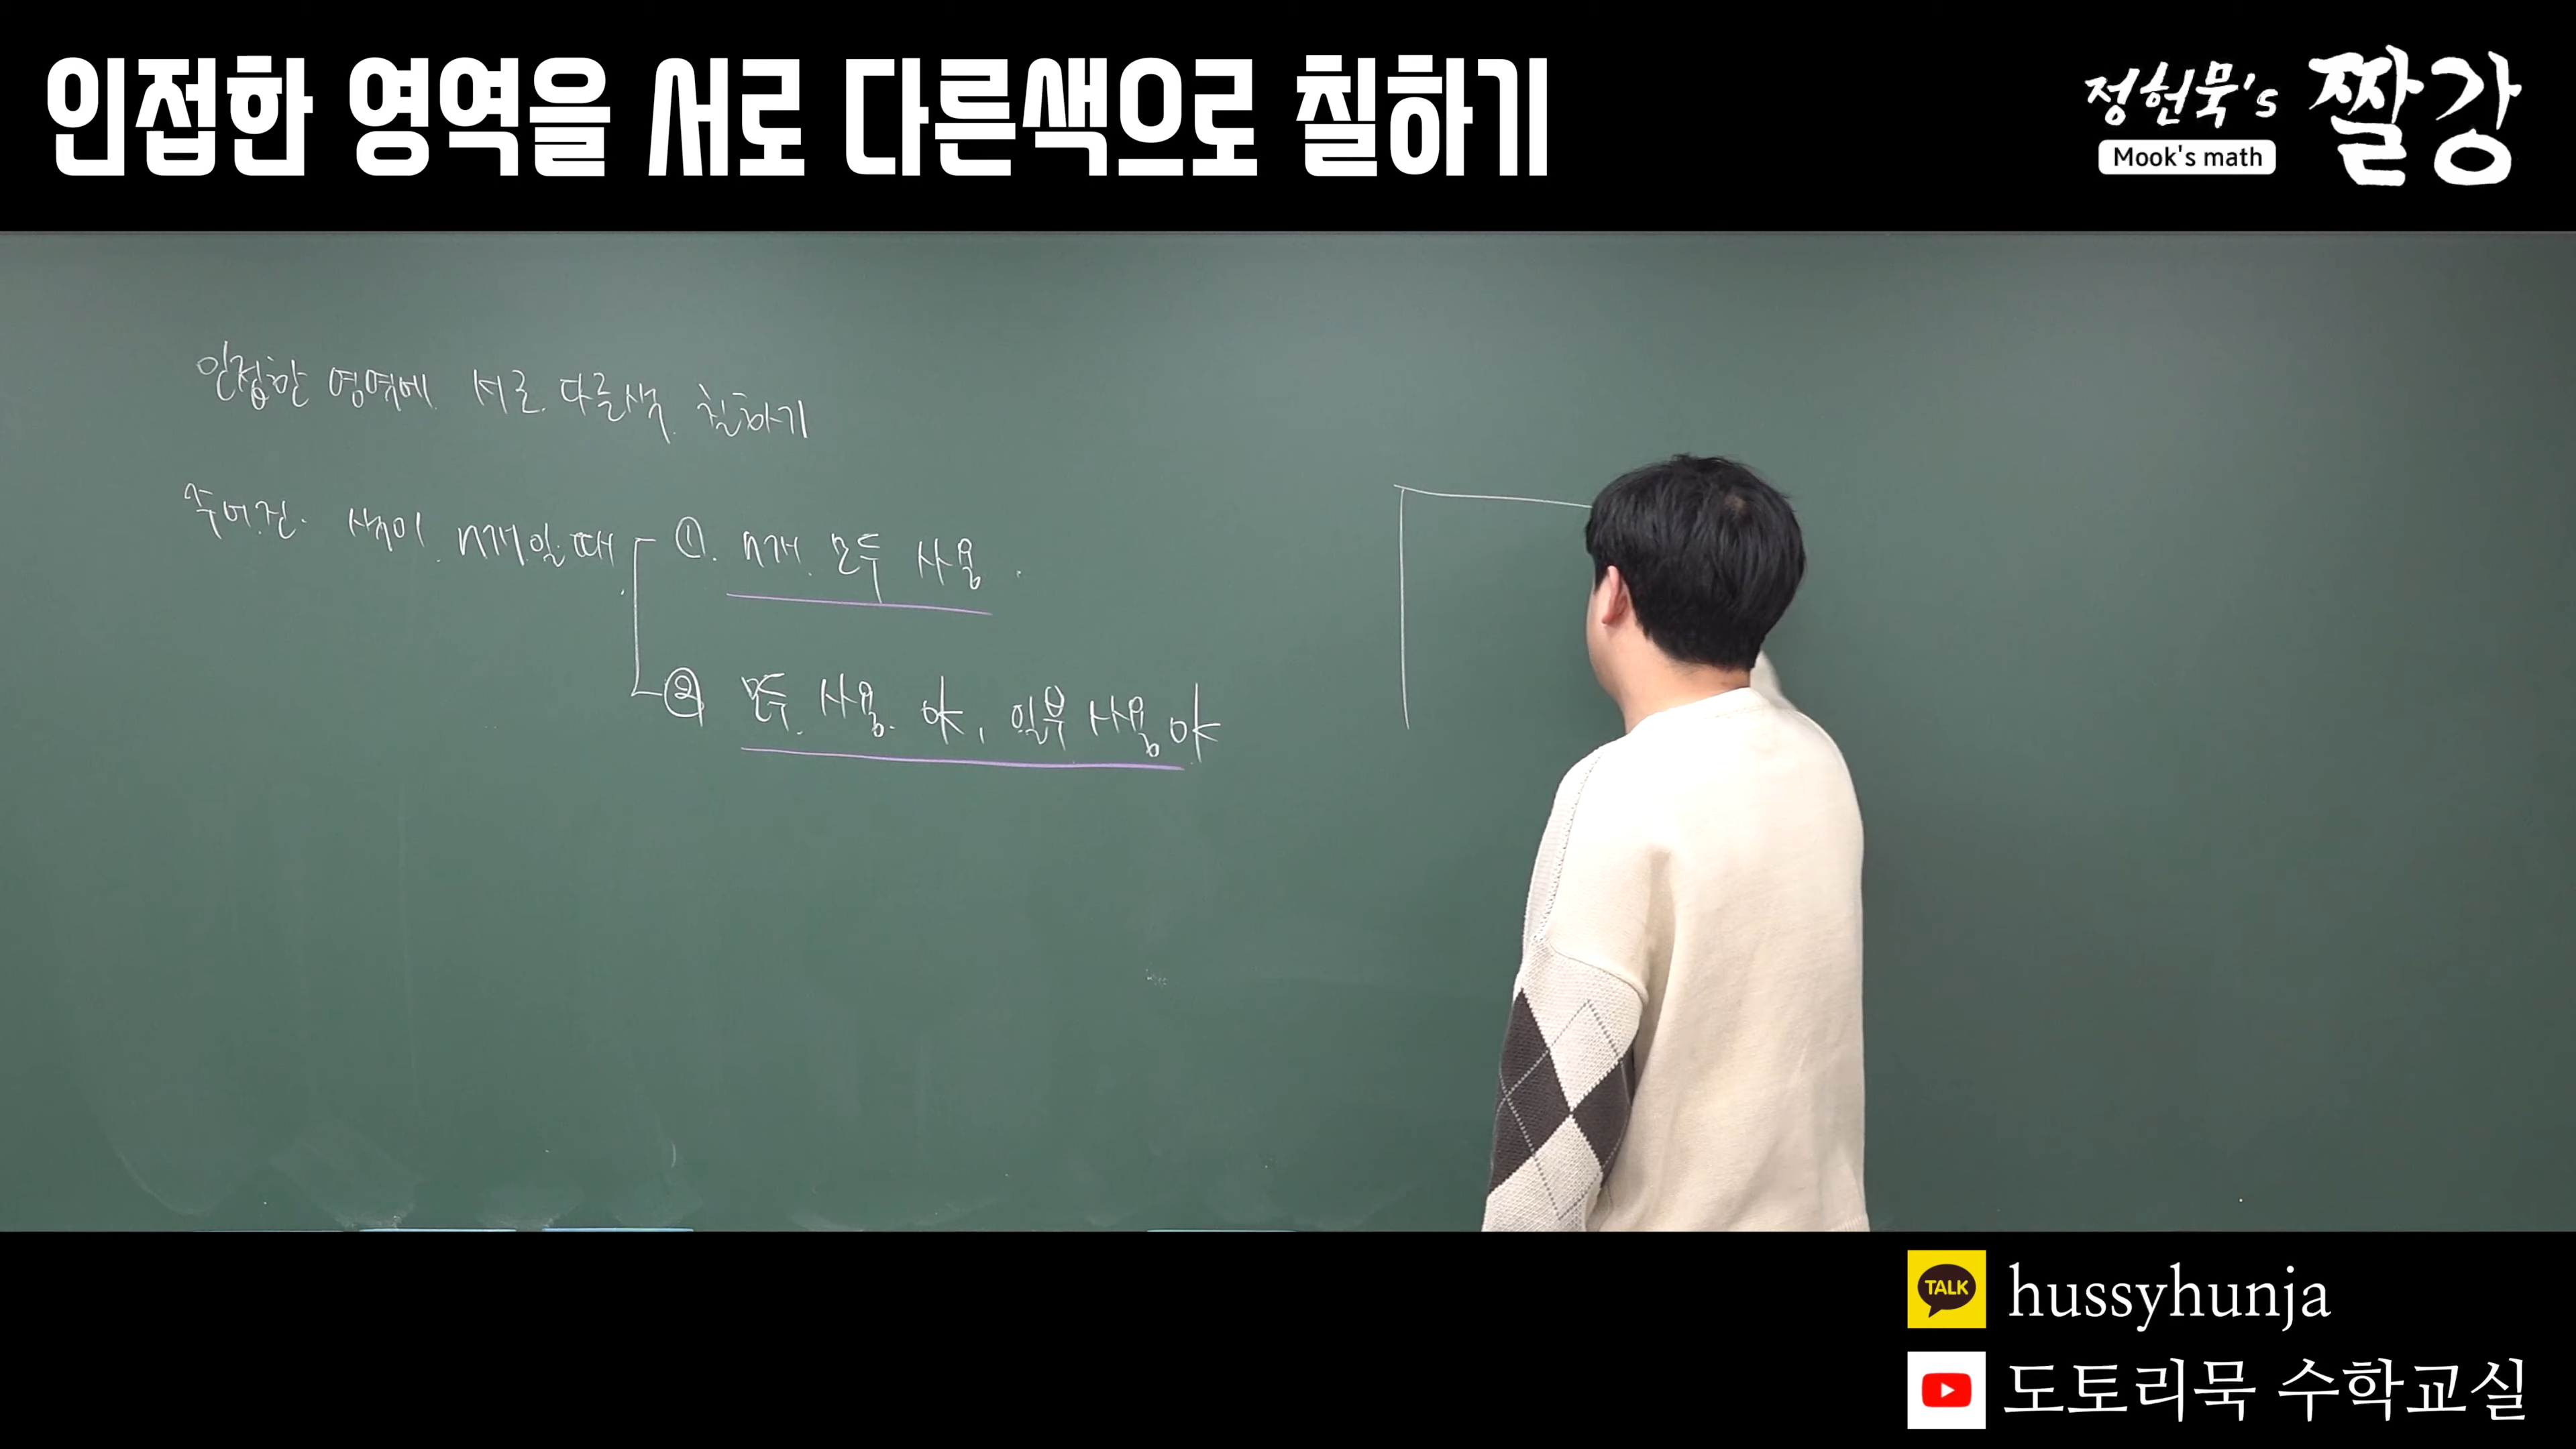 인접한 영역을 서로 다른색으로 칠하기
정헌묵's 짤강
Mook's math
인접한 영역에 서로 다른색 칠하기
주어진 색이 n개일 때 ① n개 모두 사용
② 모두 사용 or, 일부 사용 or
TALK hussyhunja
도토리묵 수학교실